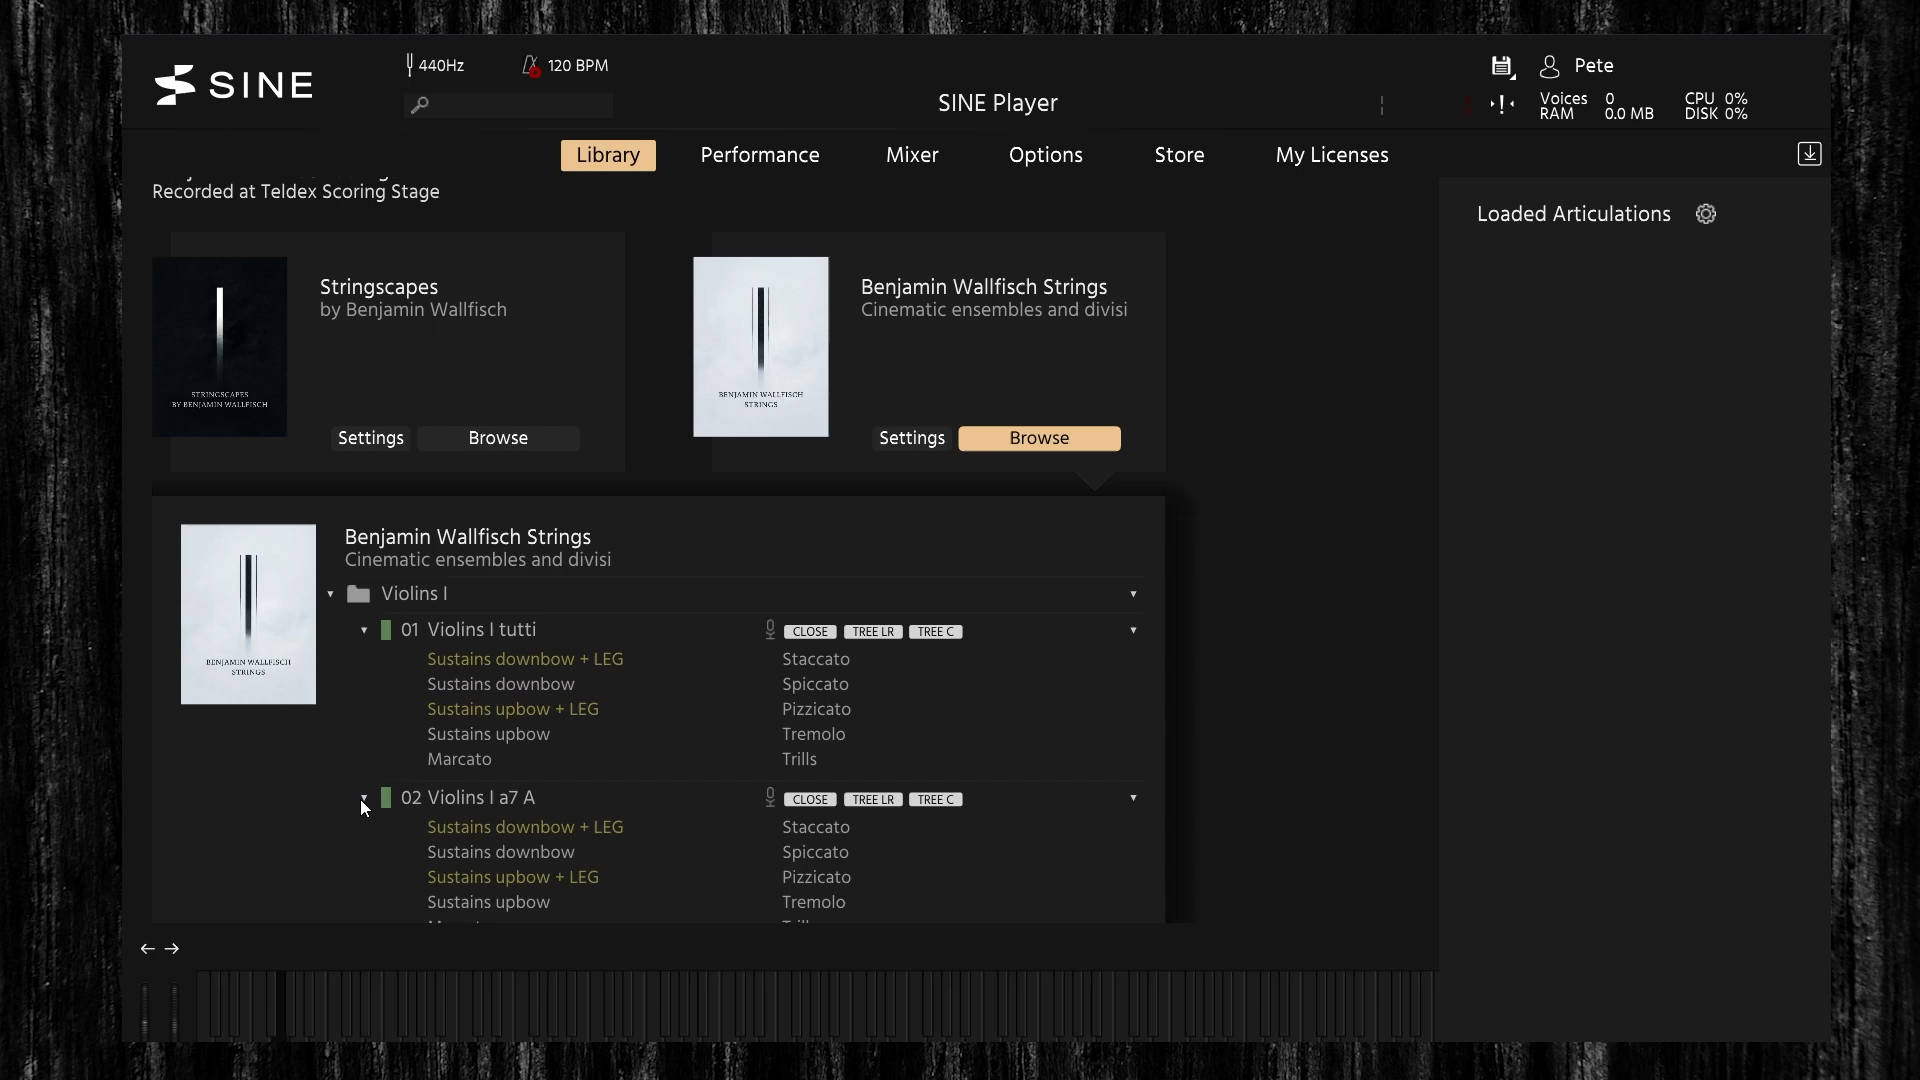 SINE
440Hz
120 BPM
SINE Player
Pete
Voices 0
RAM 0.0 MB
CPU 0%
DISK 0%
Library
Performance
Mixer
Options
Store
My Licenses
Recorded at Teldex Scoring Stage
Loaded Articulations
STRINGSCAPES
BY BENJAMIN WALLFISCH
Stringscapes
by Benjamin Wallfisch
Settings
Browse
BENJAMIN WALLFISCH
STRINGS
Benjamin Wallfisch Strings
Cinematic ensembles and divisi
Settings
Browse
BENJAMIN WALLFISCH
STRINGS
Benjamin Wallfisch Strings
Cinematic ensembles and divisi
Violins I
01 Violins I tutti
CLOSE TREE LR TREE C
Sustains downbow + LEG
Staccato
Sustains downbow
Spiccato
Sustains upbow + LEG
Pizzicato
Sustains upbow
Tremolo
Marcato
Trills
02 Violins I a7 A
CLOSE TREE LR TREE C
Sustains downbow + LEG
Staccato
Sustains downbow
Spiccato
Sustains upbow + LEG
Pizzicato
Sustains upbow
Tremolo